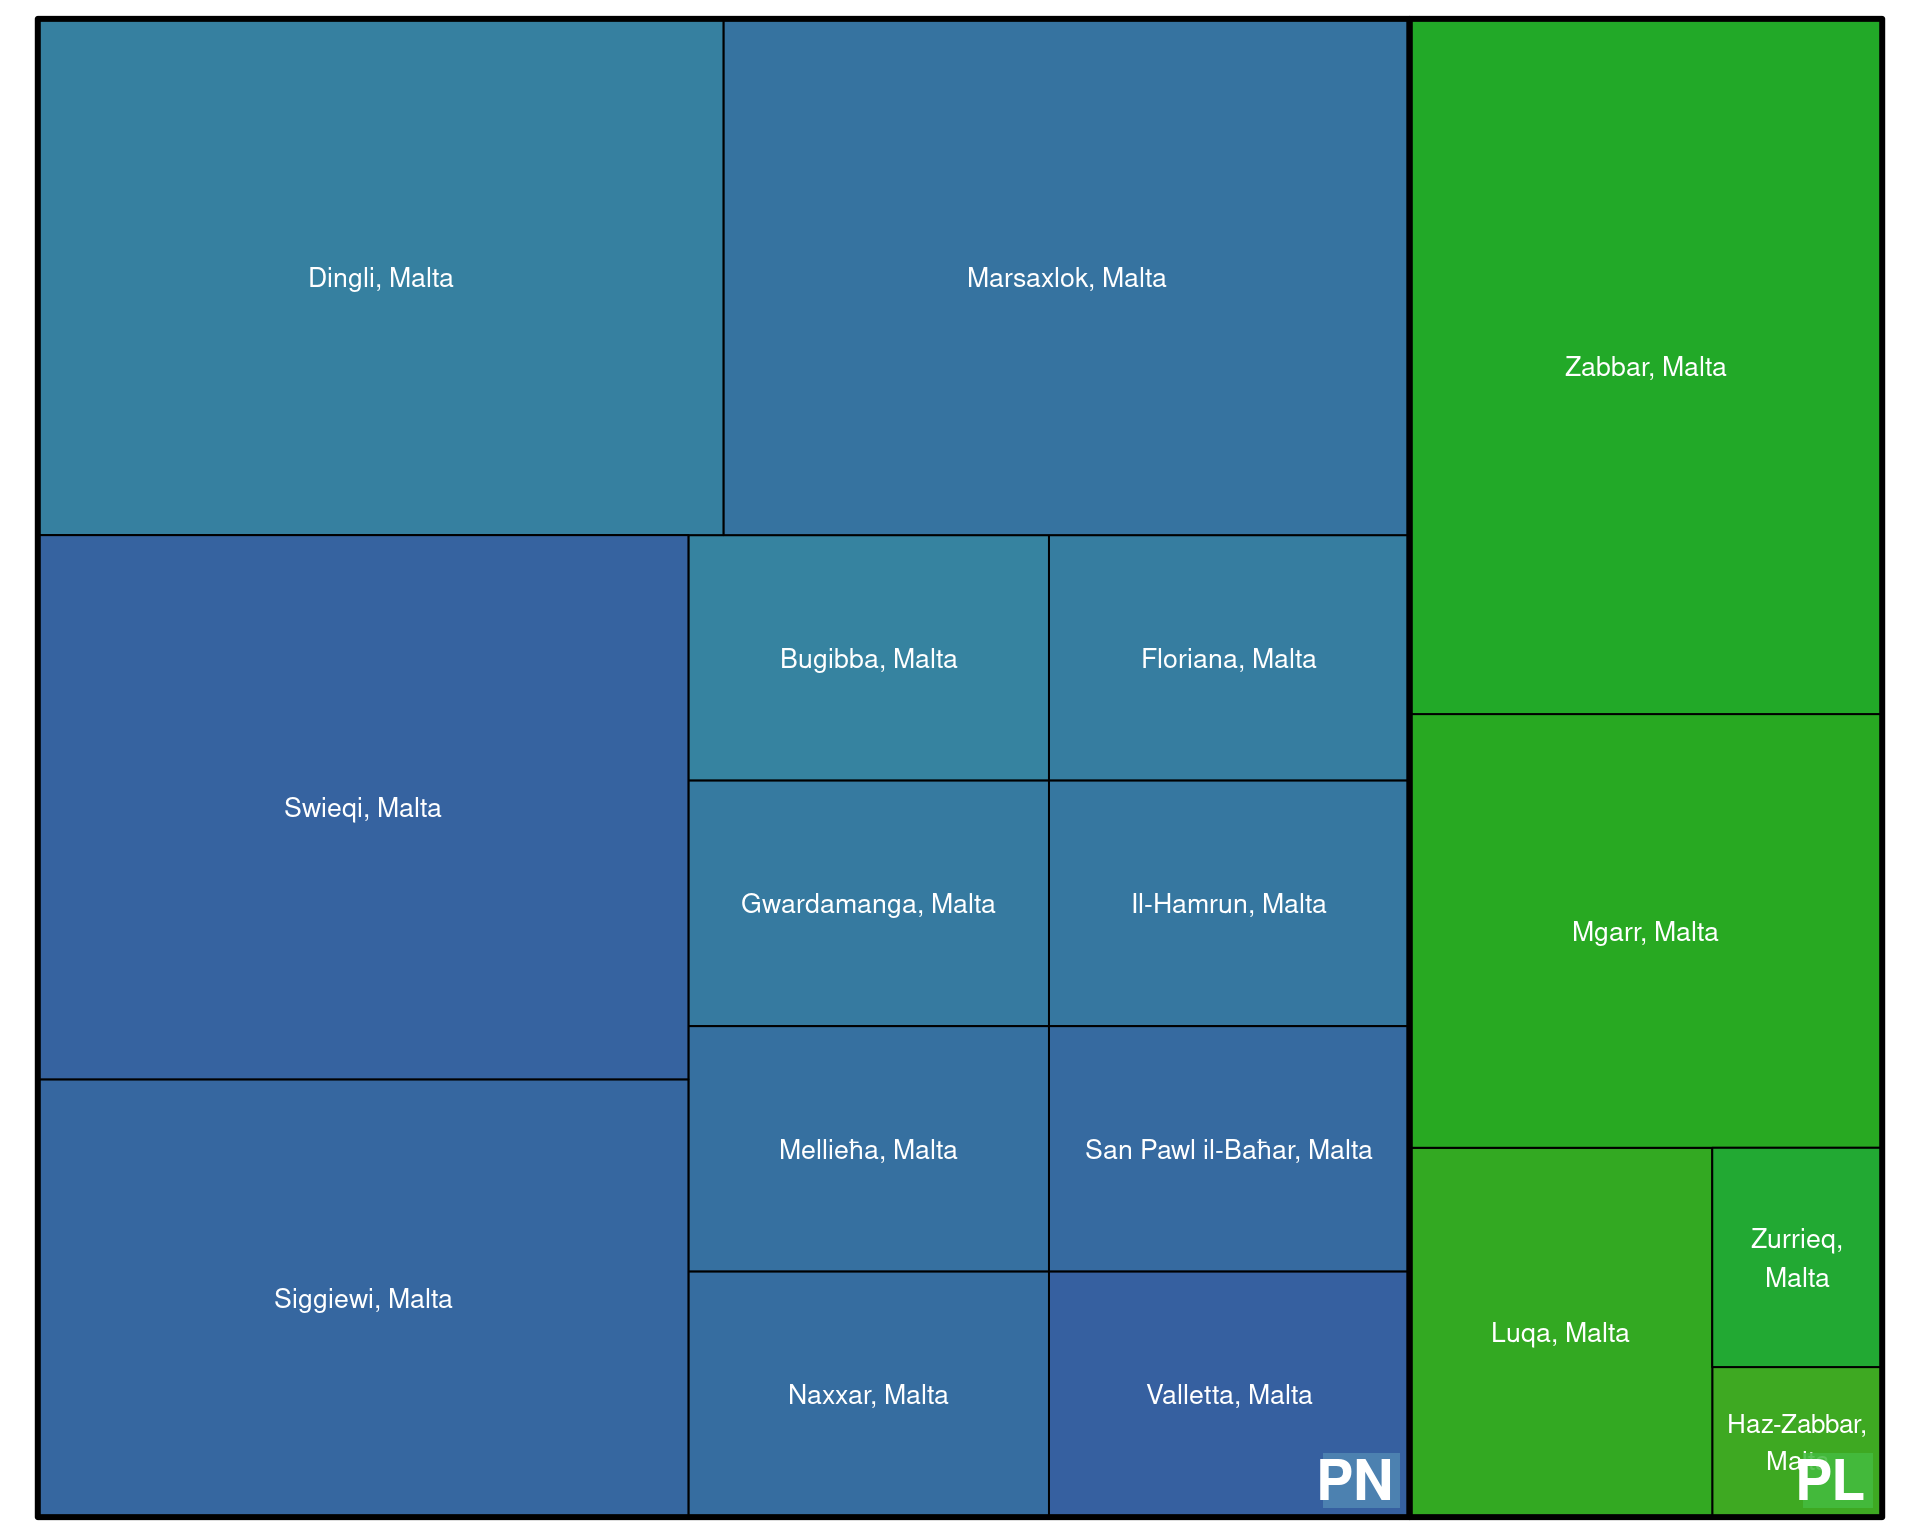 Dingli, Malta
Marsaxlok, Malta
Zabbar, Malta
Swieqi, Malta
Bugibba, Malta
Floriana, Malta
Gwardamanga, Malta
Il-Hamrun, Malta
Mgarr, Malta
Siggiewi, Malta
Mellieħa, Malta
San Pawl il-Baħar, Malta
Naxxar, Malta
Valletta, Malta
PN
Luqa, Malta
Zurrieq,
Malta
Haz-Zabbar,
Malta
PL